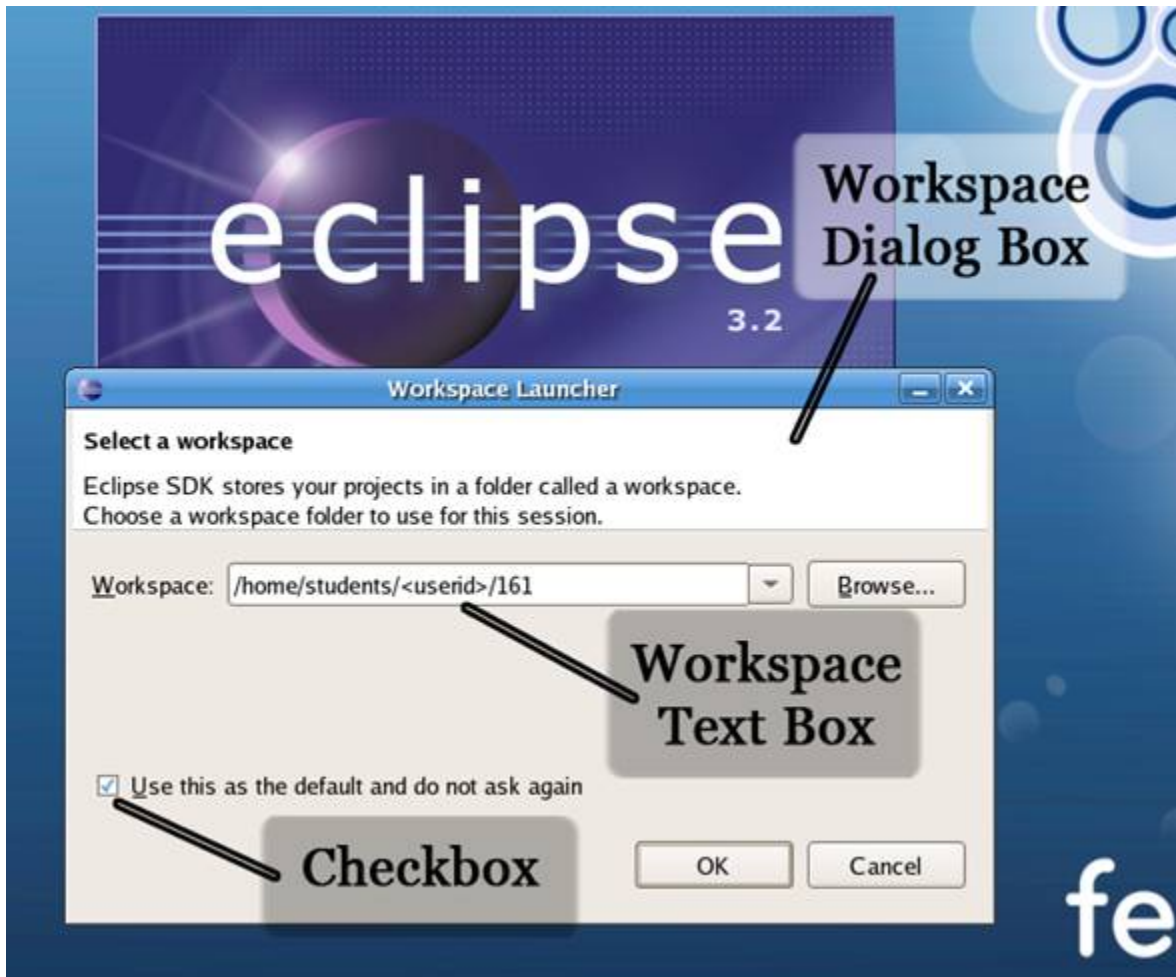 eclipse
3.2
Workspace
Dialog Box
Workspace Launcher
Select a workspace
Eclipse SDK stores your projects in a folder called a workspace.
Choose a workspace folder to use for this session.
Workspace: /home/students/<userid>/161 Browse...
Workspace
Text Box
Use this as the default and do not ask again
Checkbox
OK Cancel
fe